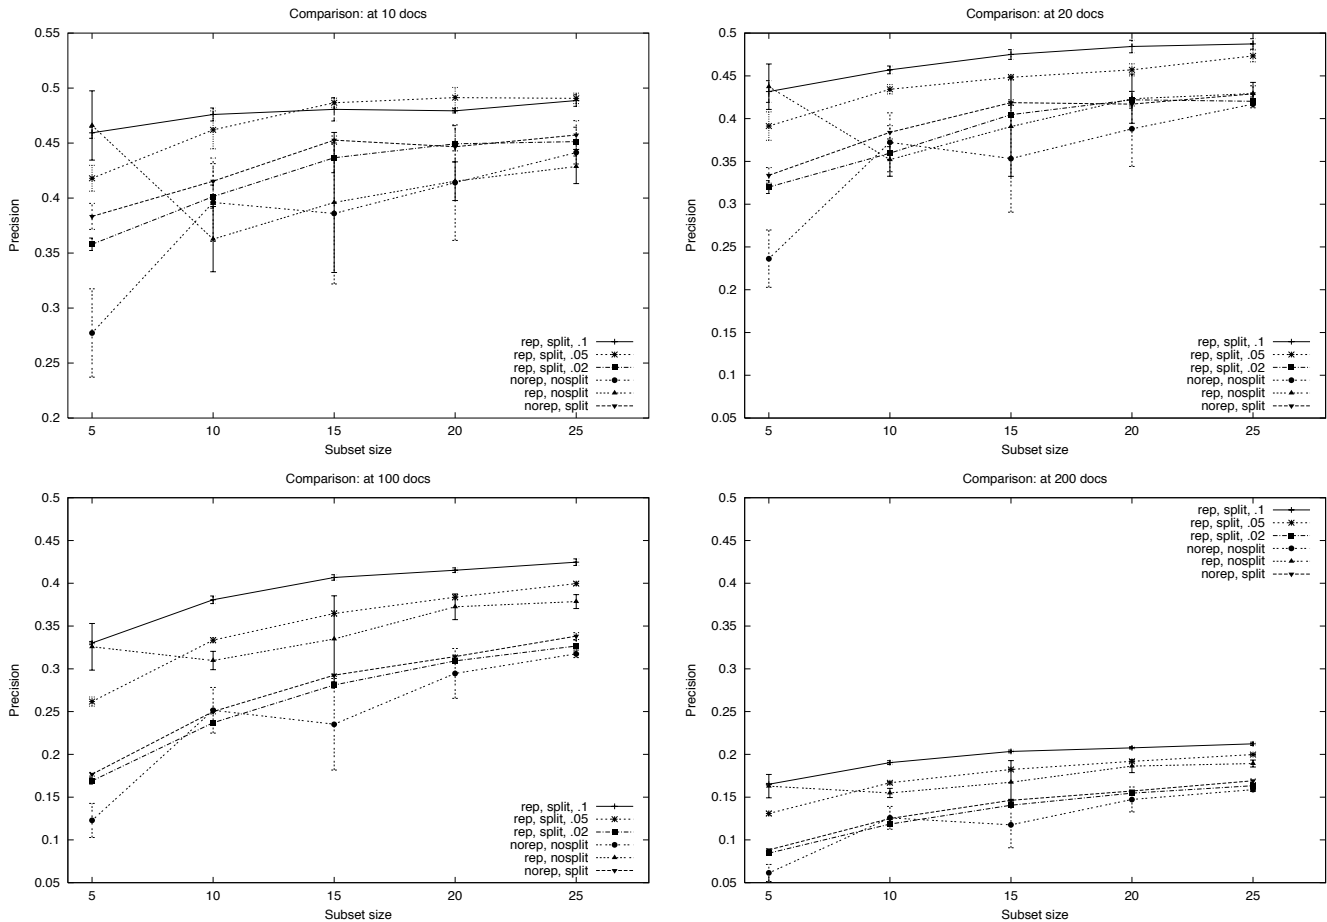 Comparison: at 10 docs
0.55
0.5
0.45
0.4
0.35
0.3
0.25
0.2
Precision
5
10
15
20
25
Subset size
rep, split, .1
rep, split, .05
rep, split, .02
norep, nosplit
rep, nosplit
norep, split
Comparison: at 20 docs
0.5
0.45
0.4
0.35
0.3
0.25
0.2
0.15
0.1
0.05
Precision
5
10
15
20
25
Subset size
rep, split, .1
rep, split, .05
rep, split, .02
norep, nosplit
rep, nosplit
norep, split
Comparison: at 100 docs
0.5
0.45
0.4
0.35
0.3
0.25
0.2
0.15
0.1
0.05
Precision
5
10
15
20
25
Subset size
rep, split, .1
rep, split, .05
rep, split, .02
norep, nosplit
rep, nosplit
norep, split
Comparison: at 200 docs
0.5
0.45
0.4
0.35
0.3
0.25
0.2
0.15
0.1
0.05
Precision
5
10
15
20
25
Subset size
rep, split, .1
rep, split, .05
rep, split, .02
norep, nosplit
rep, nosplit
norep, split